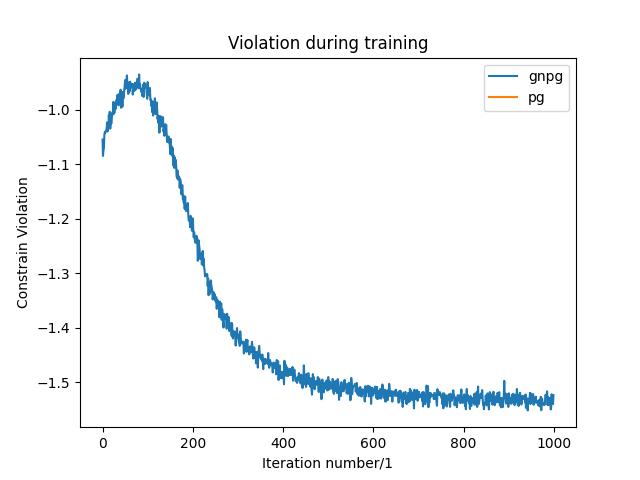 Violation during training
gnpg
pg
−1.0
−1.1
−1.2
−1.3
−1.4
−1.5
Constrain Violation
0 200 400 600 800 1000
Iteration number/1